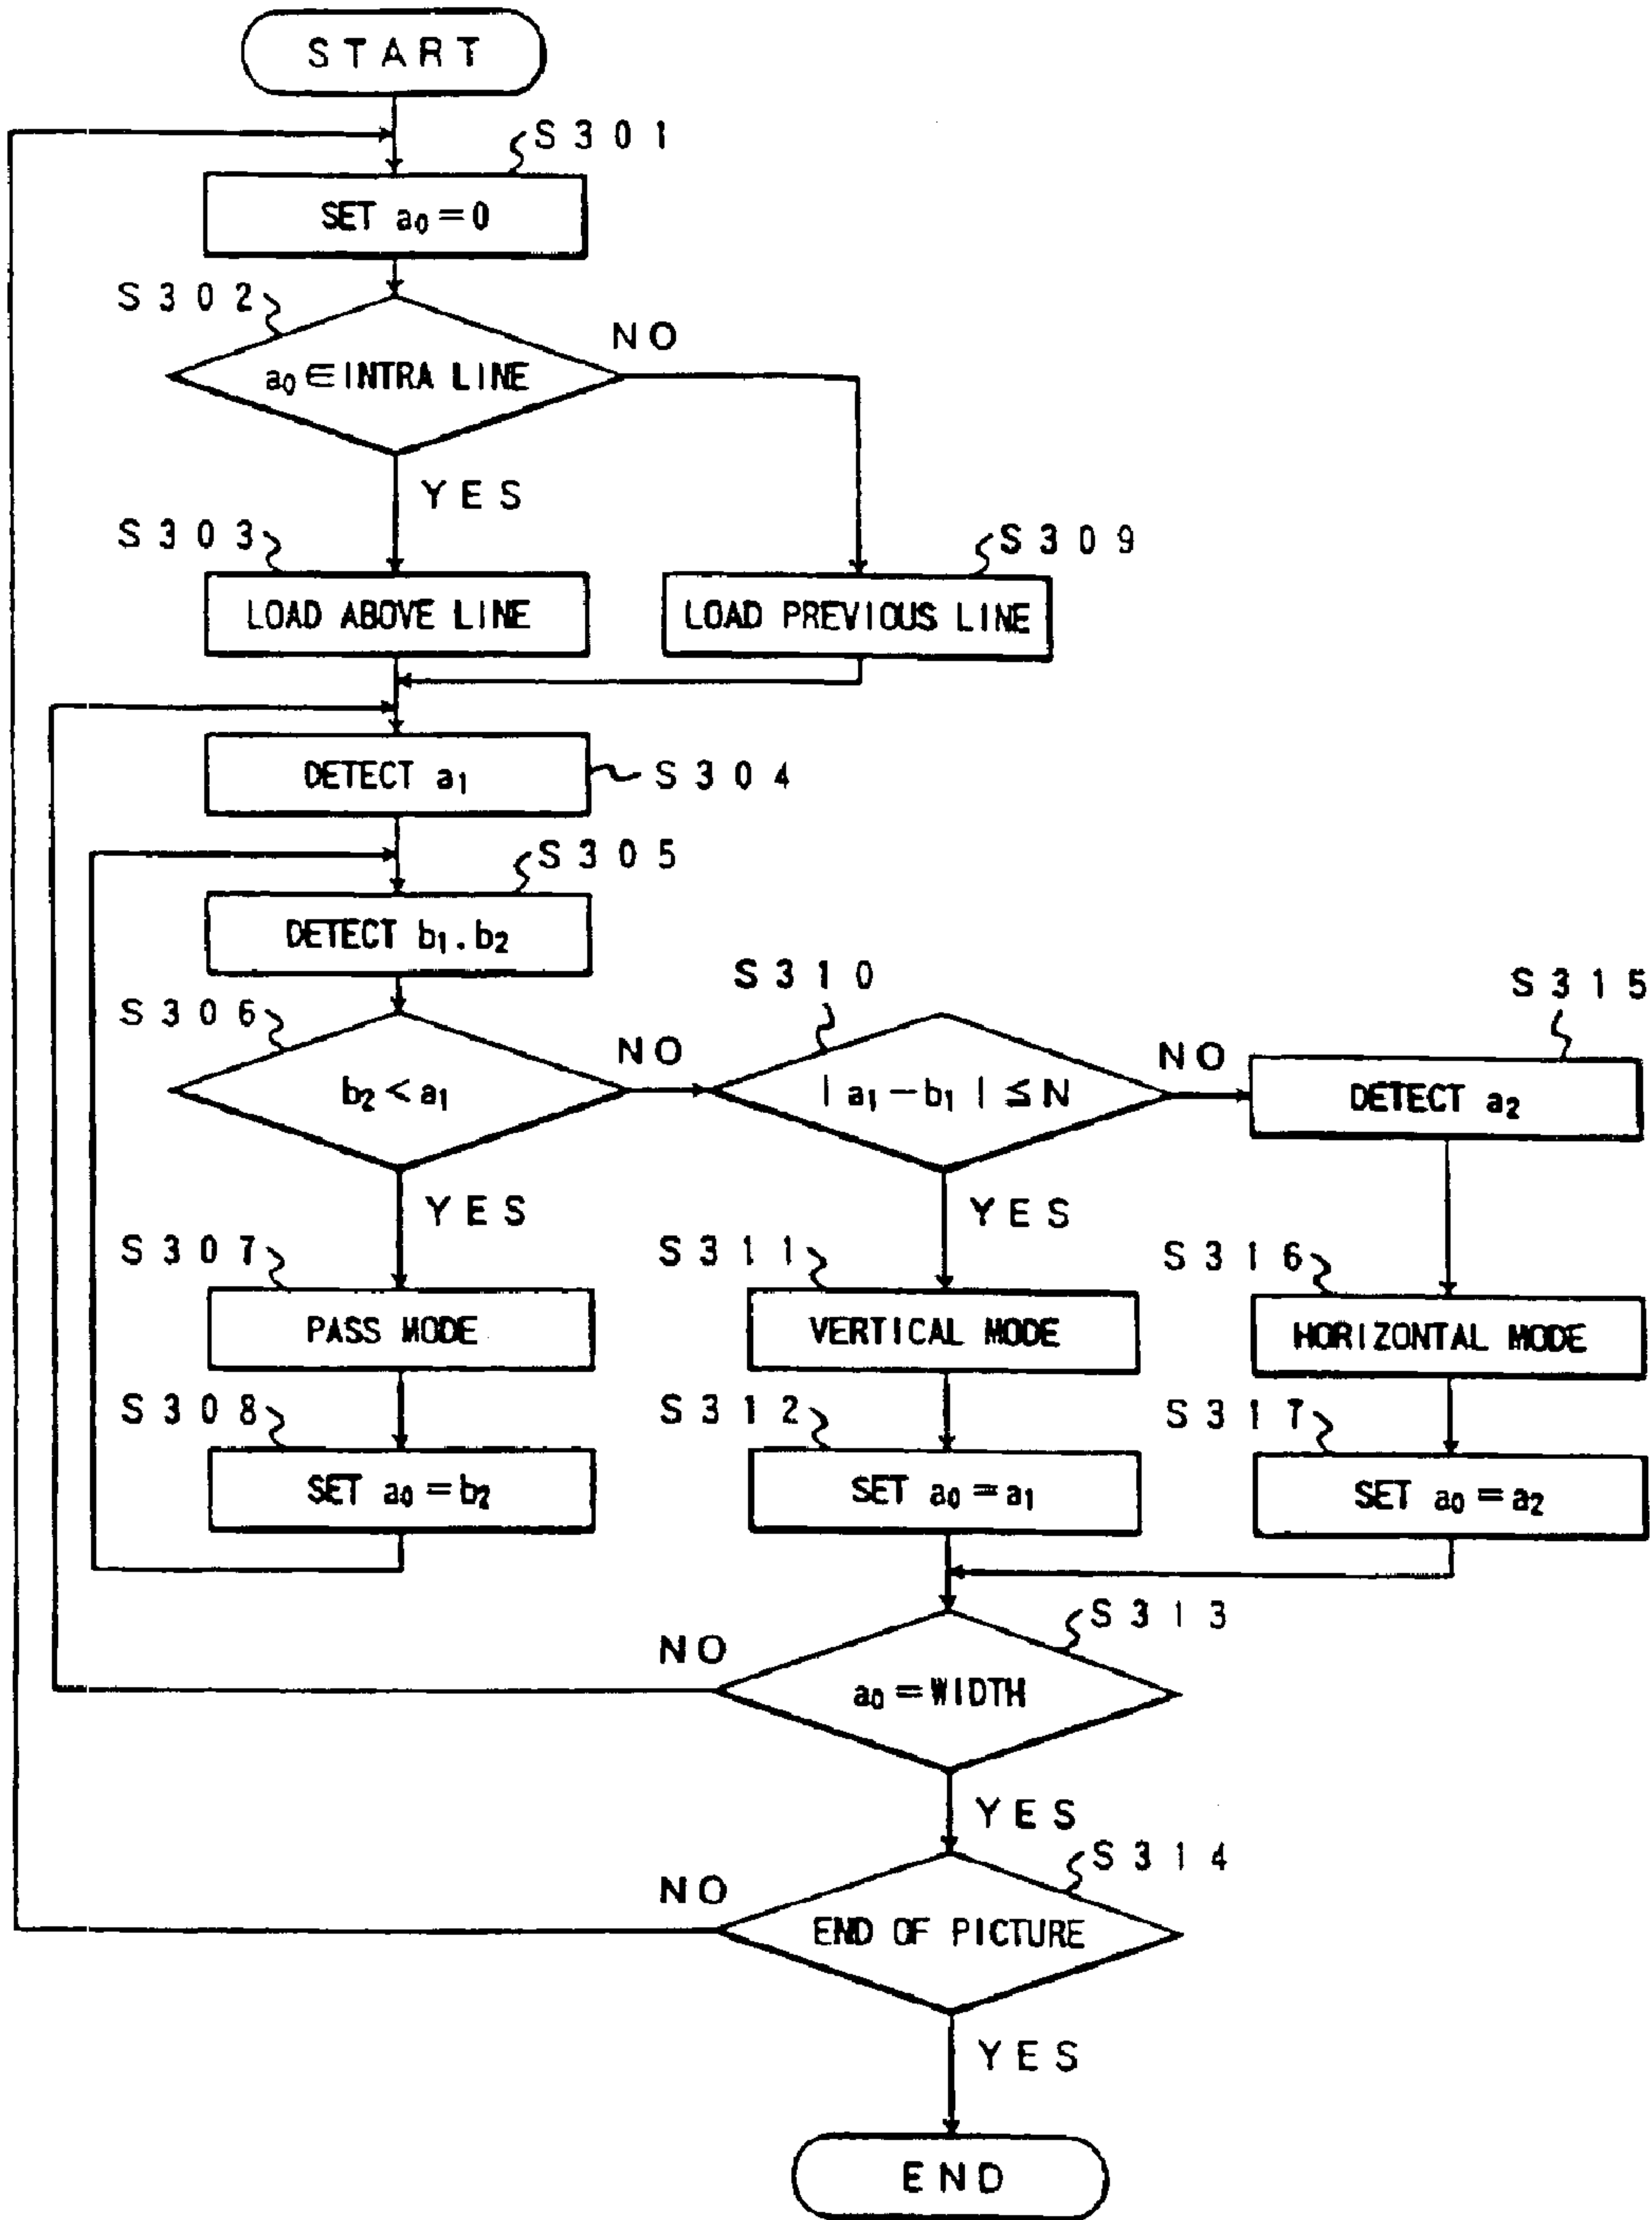 START
S301
SET a₀=0
S302
a₀∈INTRA LINE
NO
YES
S303
S309
LOAD ABOVE LINE
LOAD PREVIOUS LINE
DETECT a₁
S304
S305
DETECT b₁.b₂
S306
b₂<a₁
NO
S310
|a₁-b₁|≦N
NO
S315
DETECT a₂
YES
YES
S307
S311
S316
PASS MODE
VERTICAL MODE
HORIZONTAL MODE
S308
S312
S317
SET a₀=b₂
SET a₀=a₁
SET a₀=a₂
S313
NO
a₀=WIDTH
YES
S314
NO
END OF PICTURE
YES
END